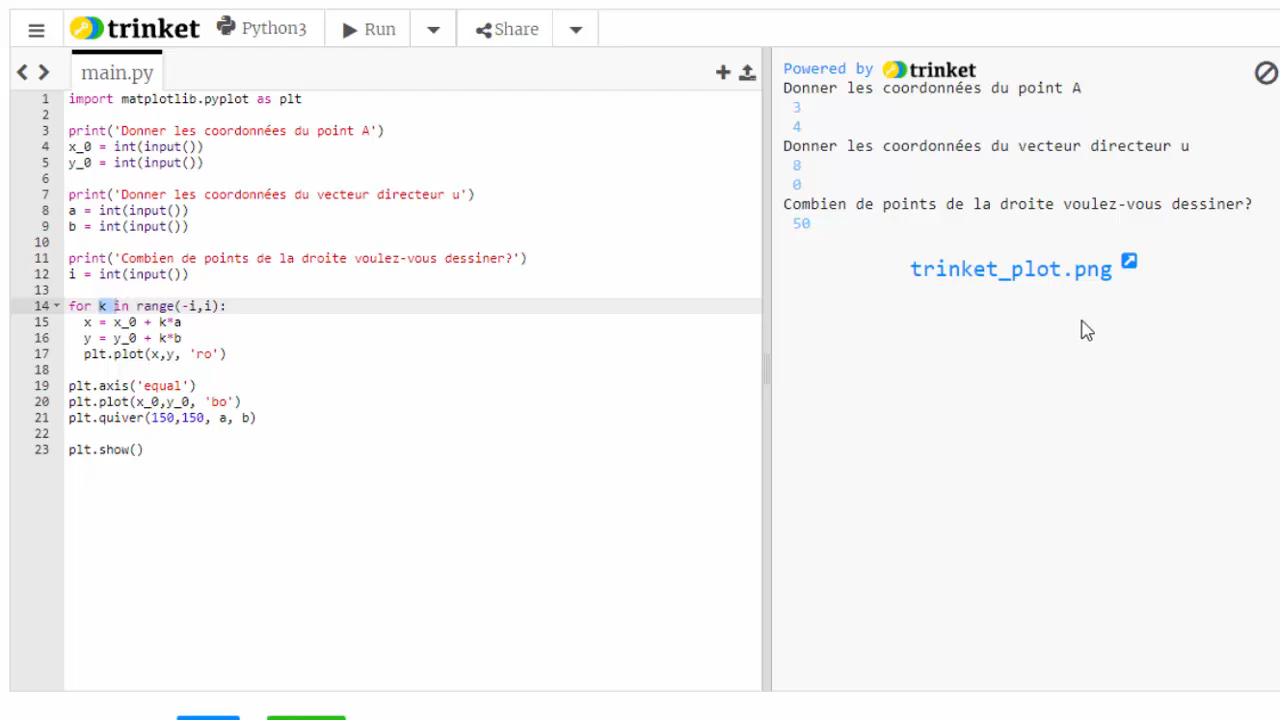 trinket Python3 Run Share
main.py
1 import matplotlib.pyplot as plt
2
3 print('Donner les coordonnées du point A')
4 x_0 = int(input())
5 y_0 = int(input())
6
7 print('Donner les coordonnées du vecteur directeur u')
8 a = int(input())
9 b = int(input())
10
11 print('Combien de points de la droite voulez-vous dessiner?')
12 i = int(input())
13
14 for k in range(-i,i):
15 x = x_0 + k*a
16 y = y_0 + k*b
17 plt.plot(x,y, 'ro')
18
19 plt.axis('equal')
20 plt.plot(x_0,y_0, 'bo')
21 plt.quiver(150,150, a, b)
22
23 plt.show()
Powered by trinket
Donner les coordonnées du point A
3
4
Donner les coordonnées du vecteur directeur u
8
0
Combien de points de la droite voulez-vous dessiner?
50
trinket_plot.png